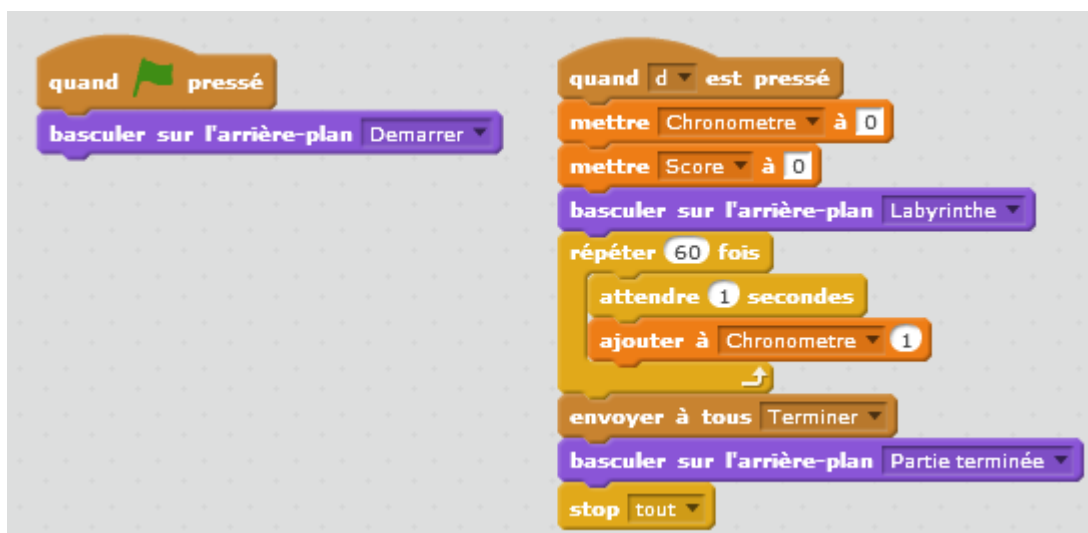 quand pressé
basculer sur l'arrière-plan Demarrer
quand d est pressé
mettre Chronometre à 0
mettre Score à 0
basculer sur l'arrière-plan Labyrinthe
répéter 60 fois
attendre 1 secondes
ajouter à Chronometre 1
envoyer à tous Terminer
basculer sur l'arrière-plan Partie terminée
stop tout